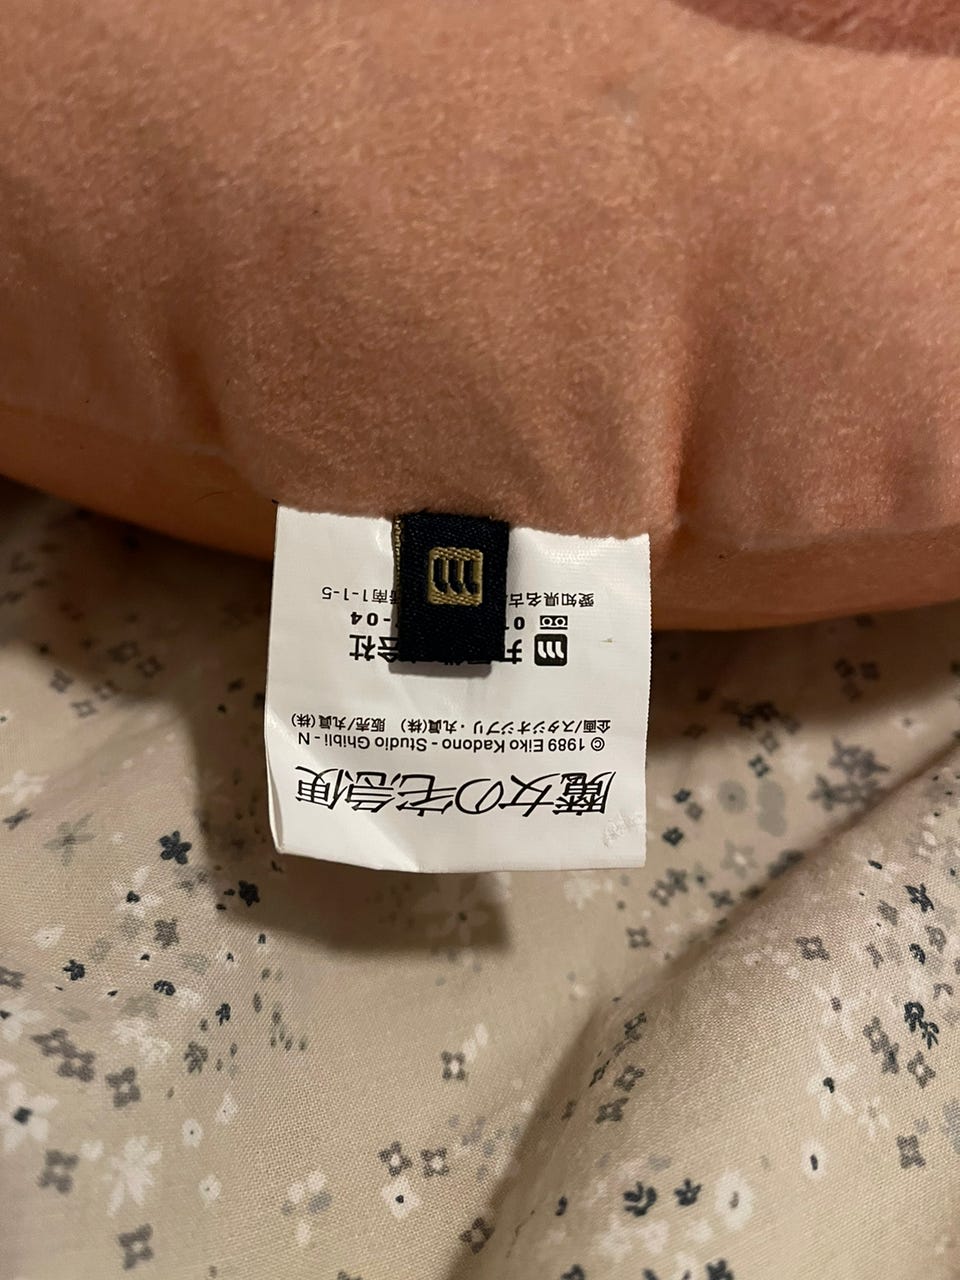 魔女の宅急便
© 1989 Eiko Kadono - Studio Ghibli - N
企画/スタジオジブリ・丸眞(株) 販売/丸眞(株)
会社
-04
愛知県名古 南1-1-5